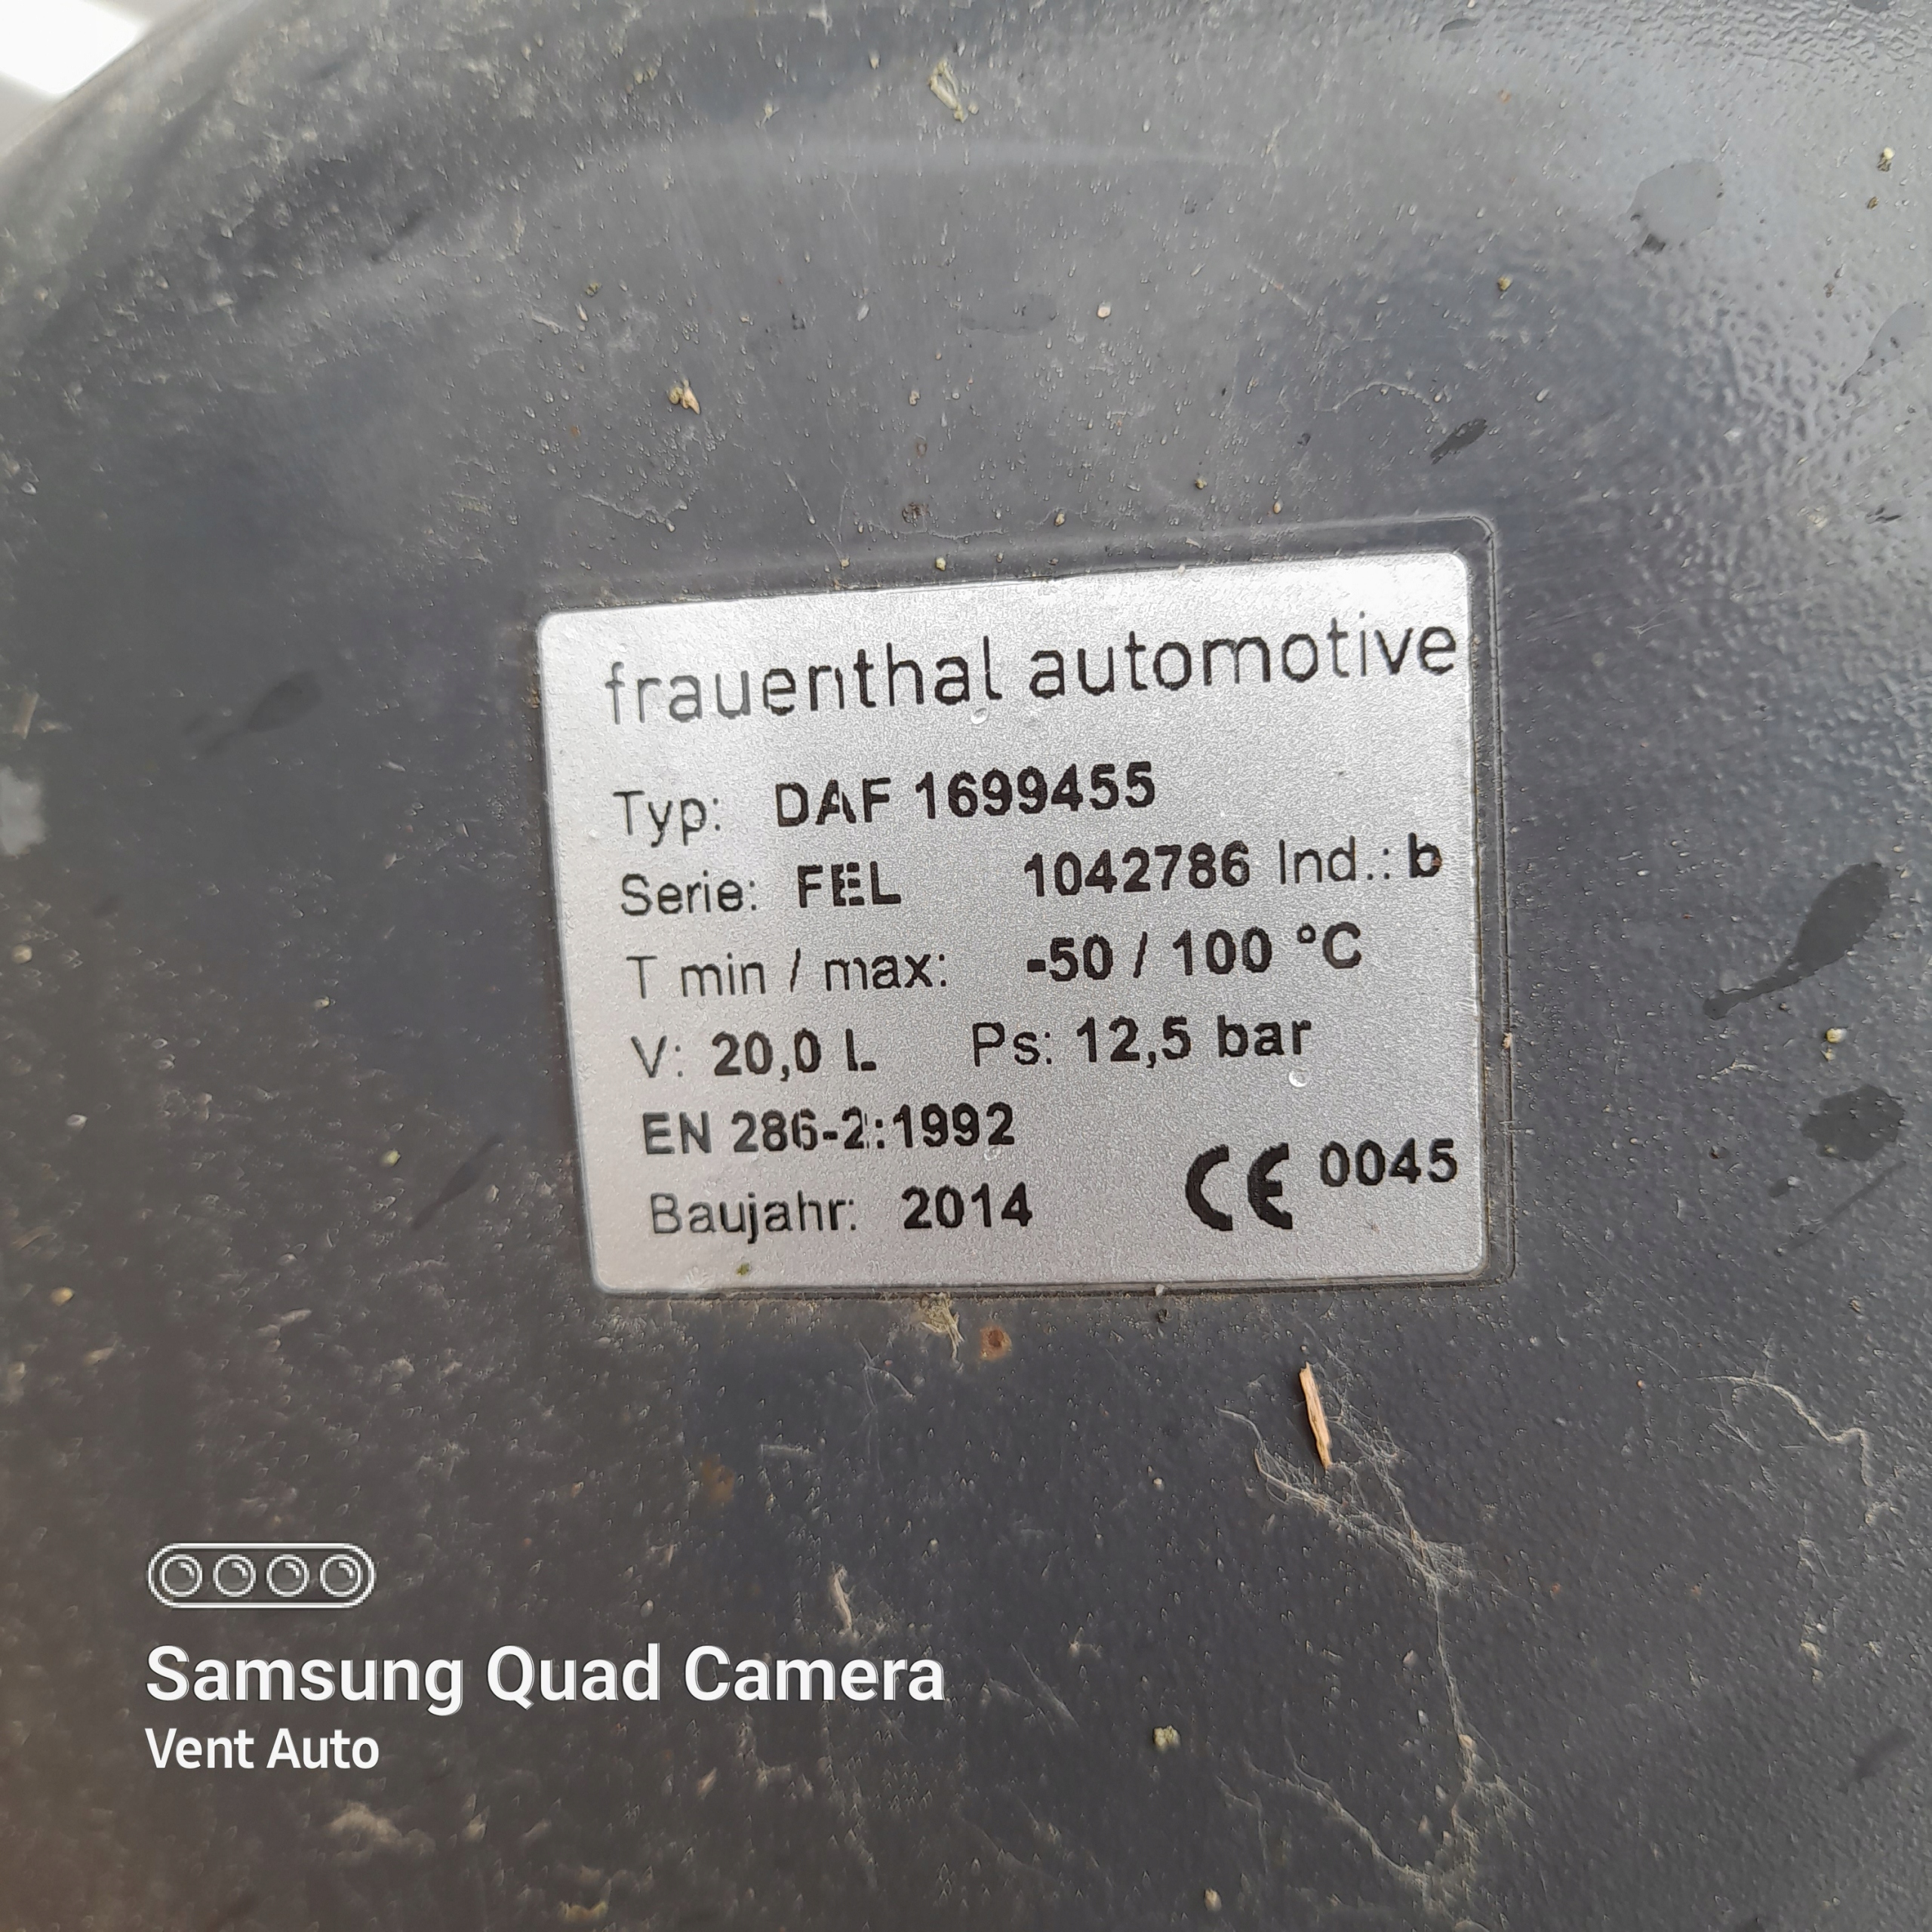 frauenthal automotive
Typ: DAF 1699455
Serie: FEL 1042786 Ind.: b
T min / max: -50 / 100 °C
V: 20,0 L Ps: 12,5 bar
EN 286-2:1992
Baujahr: 2014 CE 0045
Samsung Quad Camera
Vent Auto